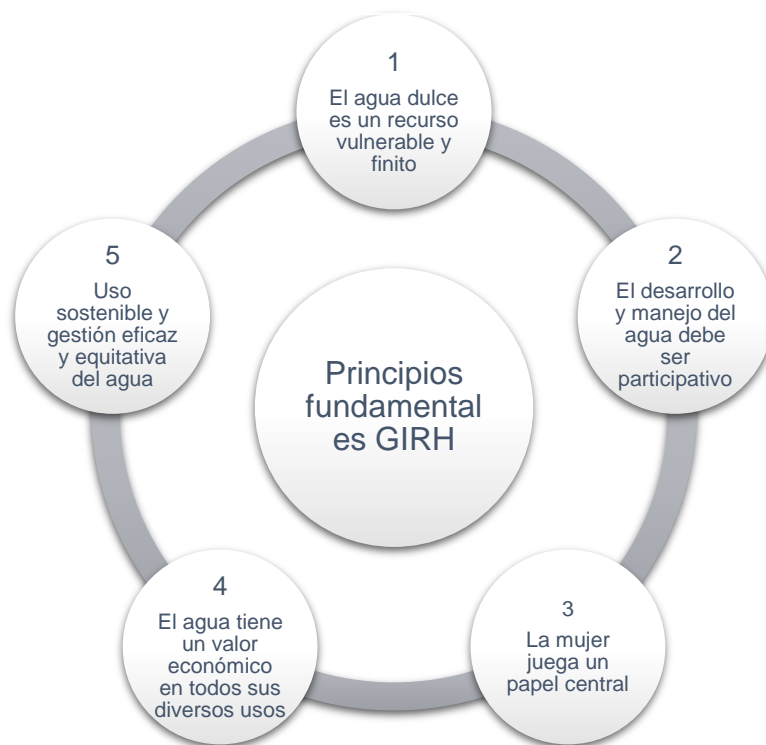 1
El agua dulce
es un recurso
vulnerable y
finito
2
El desarrollo
y manejo del
agua debe
ser
participativo
3
La mujer
juega un
papel central
4
El agua tiene
un valor
económico
en todos sus
diversos usos
5
Uso
sostenible y
gestión eficaz
y equitativa
del agua
Principios
fundamental
es GIRH